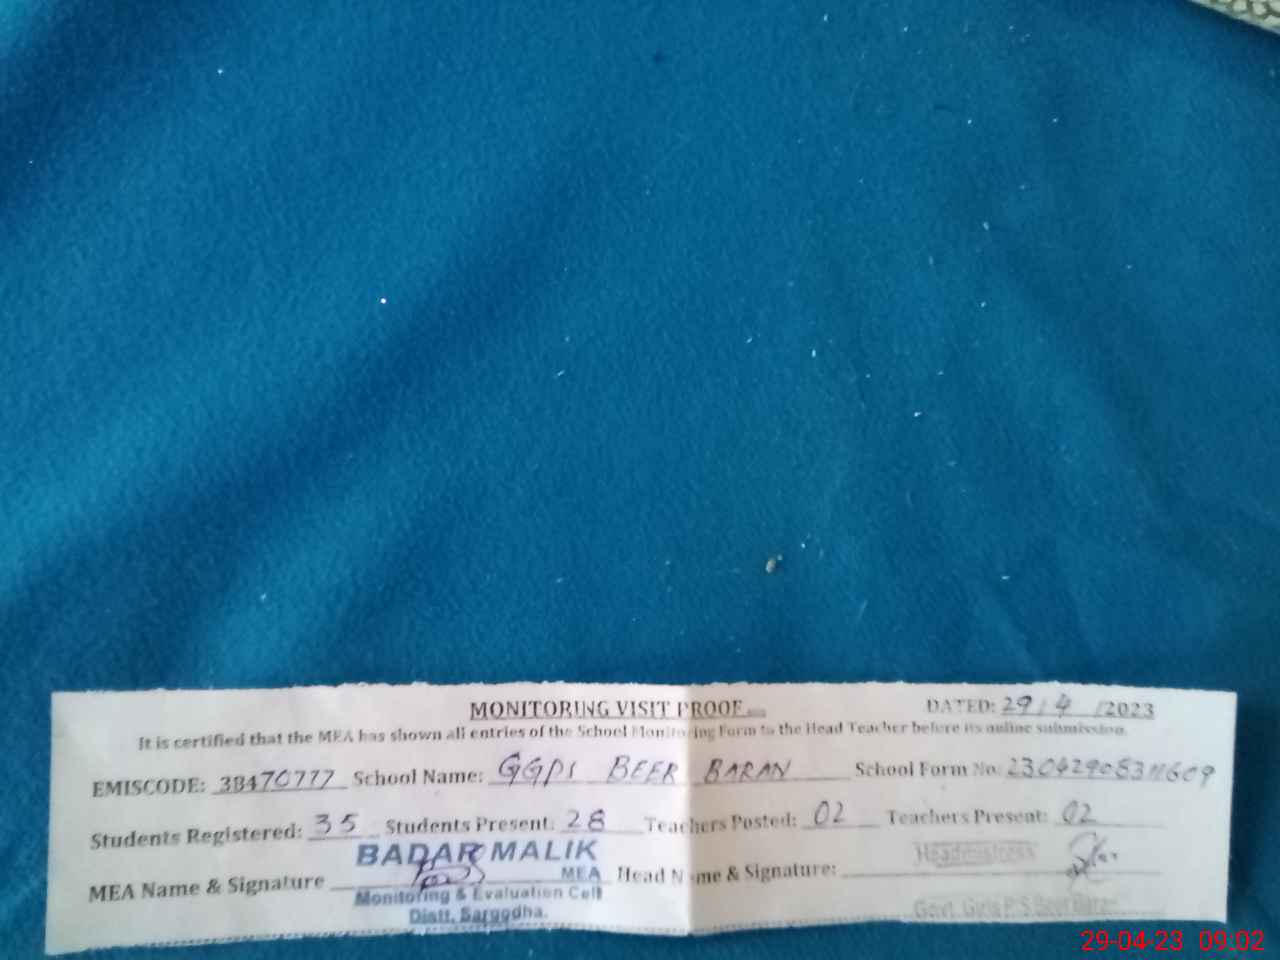 MONITORING VISIT PROOF
DATED: 29/4/2023
It is certified that the MEA has shown all entries of the School Monitoring Form to the Head Teacher before its online submission.
EMISCODE: 38470777 School Name: GGPS BEER BARAN School Form No:
Students Registered: 35 Students Present: 28 Teachers Posted: 02 Teachers Present: 02
BADAR MALIK
Headmistress
MEA
MEA Name & Signature Head Name & Signature:
Monitoring & Evaluation Cell
Distt, Sargodha.
Govt. Girls P/S Beer Baran
29-04-23 09:02